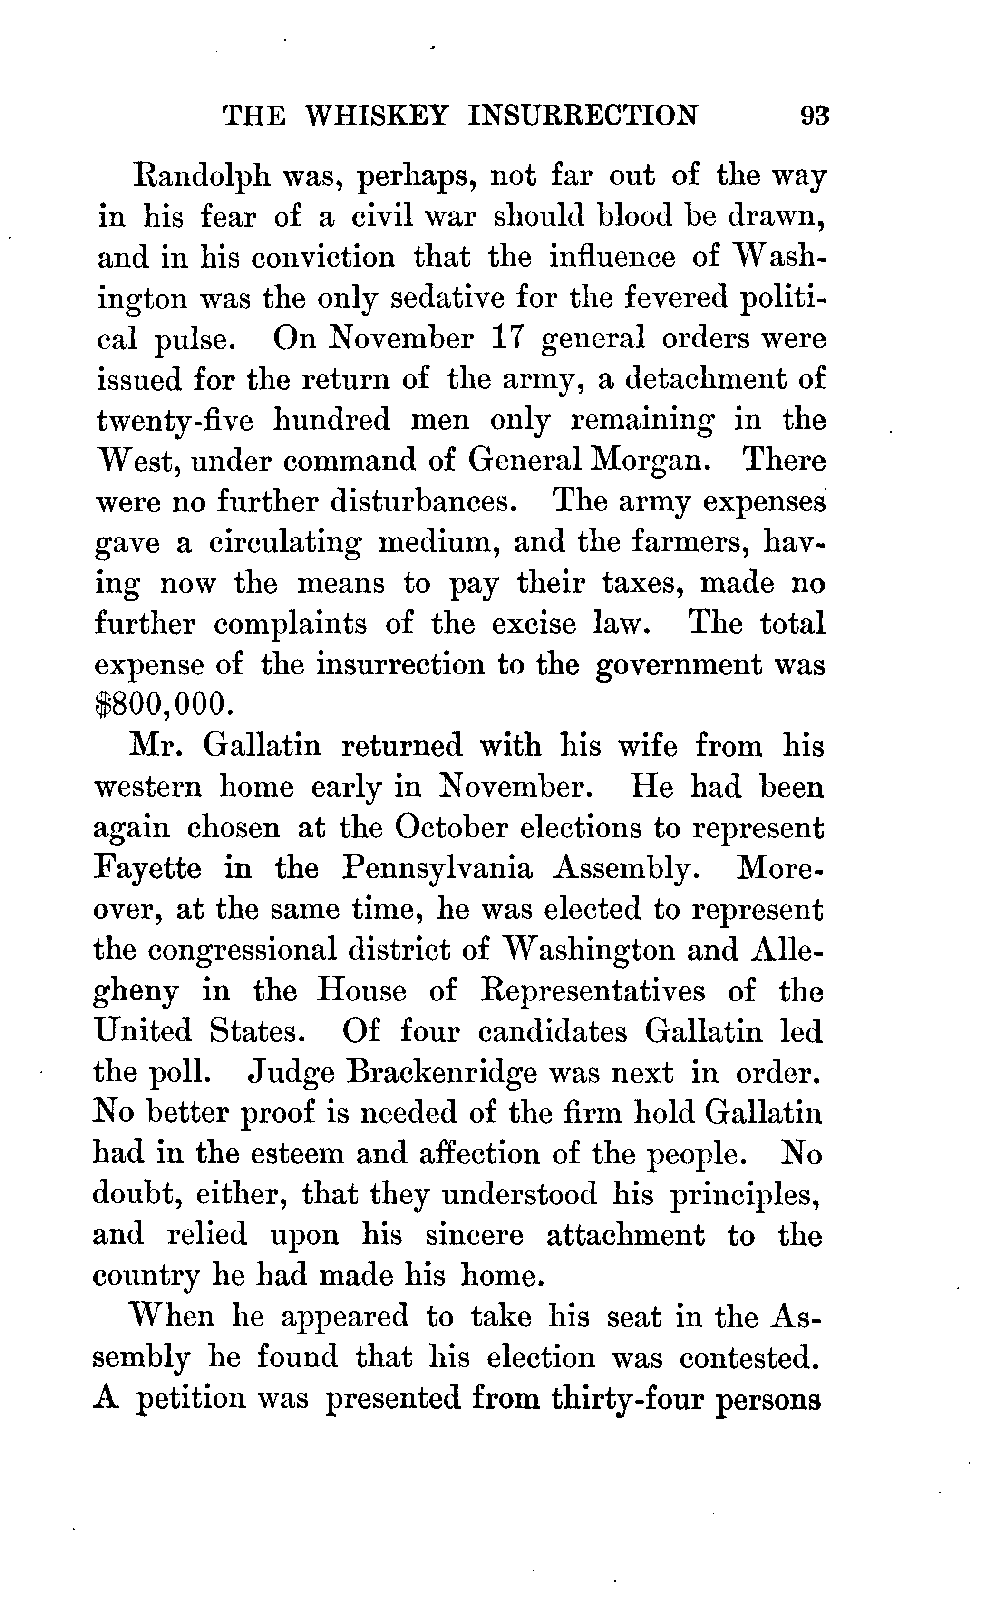 THE WHISKEY INSURRECTION 93
Randolph was, perhaps, not far out of the way
in his fear of a civil war should blood be drawn,
and in his conviction that the influence of Wash-
ington was the only sedative for the fevered politi-
cal pulse. On November 17 general orders were
issued for the return of the army, a detachment of
twenty-five hundred men only remaining in the
West, under command of General Morgan. There
were no further disturbances. The army expenses
gave a circulating medium, and the farmers, hav-
ing now the means to pay their taxes, made no
further complaints of the excise law. The total
expense of the insurrection to the government was
$800,000.
Mr. Gallatin returned with his wife from his
western home early in November. He had been
again chosen at the October elections to represent
Fayette in the Pennsylvania Assembly. More-
over, at the same time, he was elected to represent
the congressional district of Washington and Alle-
gheny in the House of Representatives of the
United States. Of four candidates Gallatin led
the poll. Judge Brackenridge was next in order.
No better proof is needed of the firm hold Gallatin
had in the esteem and affection of the people. No
doubt, either, that they understood his principles,
and relied upon his sincere attachment to the
country he had made his home.
When he appeared to take his seat in the As-
sembly he found that his election was contested.
A petition was presented from thirty-four persons